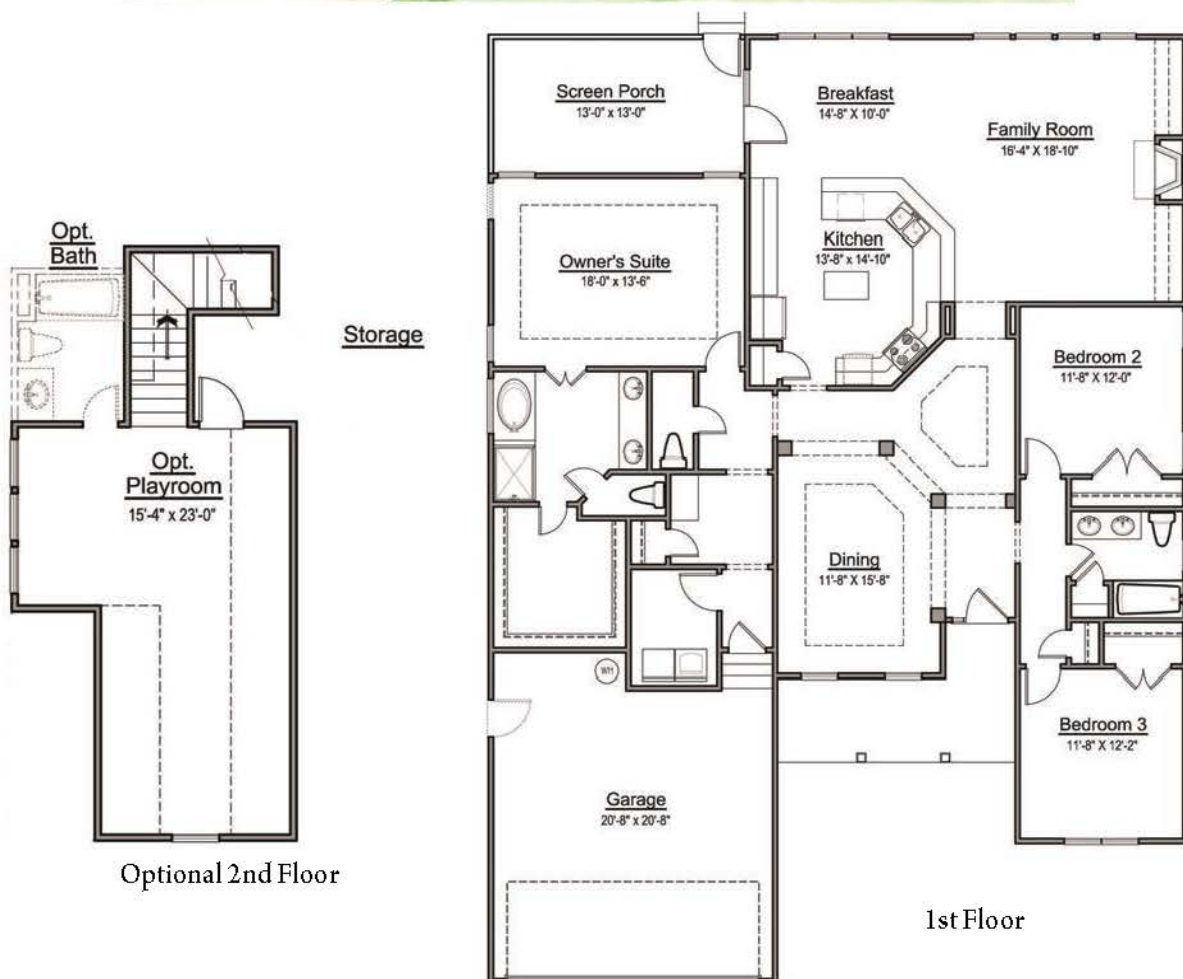 Screen Porch
13'-0" x 13'-0"
Breakfast
14'-8" X 10'-0"
Family Room
16'-4" X 18'-10"
Opt.
Bath
Storage
Owner's Suite
18'-0" x 13'-6"
Kitchen
13'-8" x 14'-10"
Bedroom 2
11'-8" X 12'-0"
Opt.
Playroom
15'-4" x 23'-0"
Dining
11'-8" X 15'-8"
WH
Bedroom 3
11'-8" X 12'-2"
Garage
20'-8" x 20'-8"
Optional 2nd Floor
1st Floor